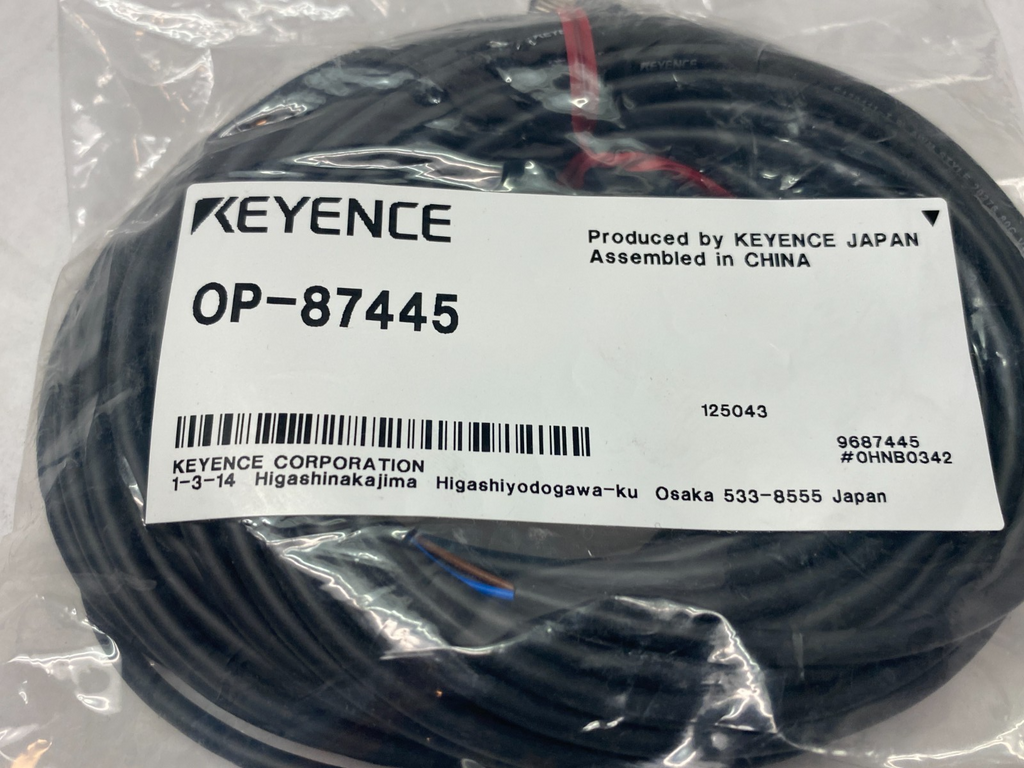 KEYENCE
KEYENCE
Produced by KEYENCE JAPAN
Assembled in CHINA
OP-87445
125043
9687445
#0HNB0342
KEYENCE CORPORATION
1-3-14 Higashinakajima Higashiyodogawa-ku Osaka 533-8555 Japan